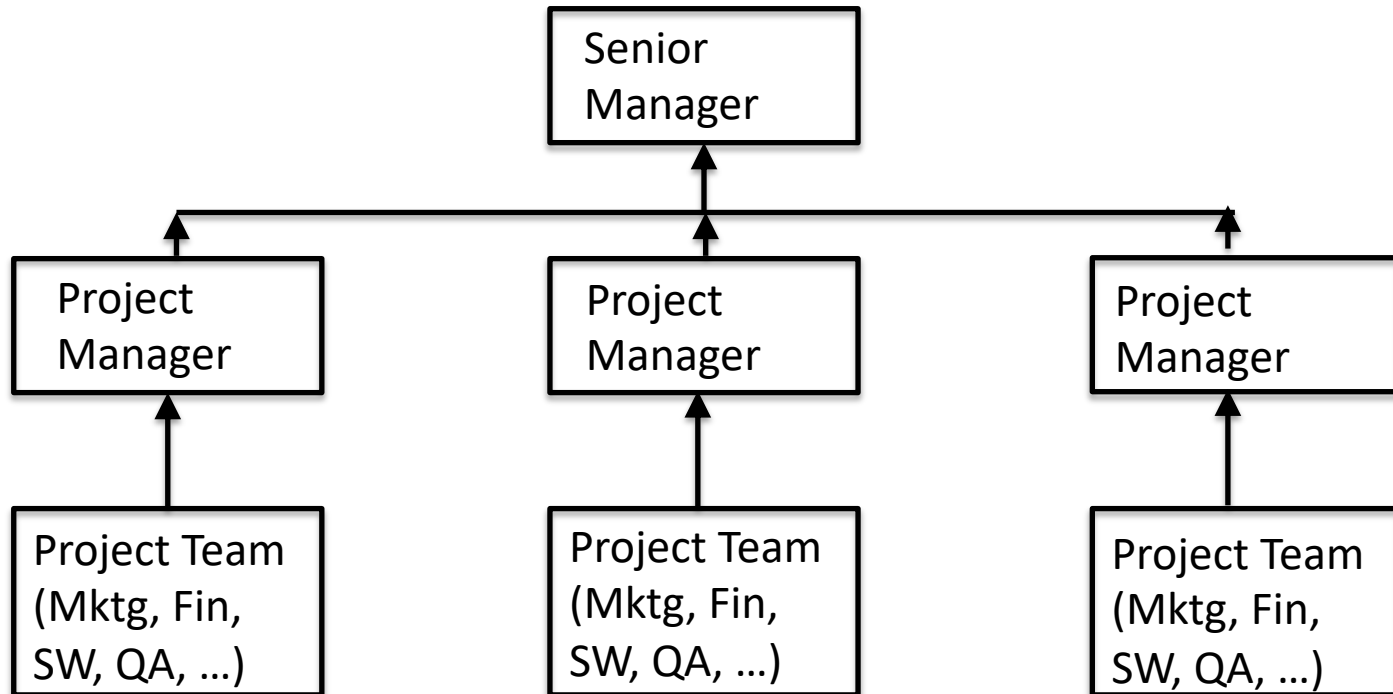 Senior
Manager
Project
Manager
Project
Manager
Project
Manager
Project Team
(Mktg, Fin,
SW, QA, …)
Project Team
(Mktg, Fin,
SW, QA, …)
Project Team
(Mktg, Fin,
SW, QA, …)